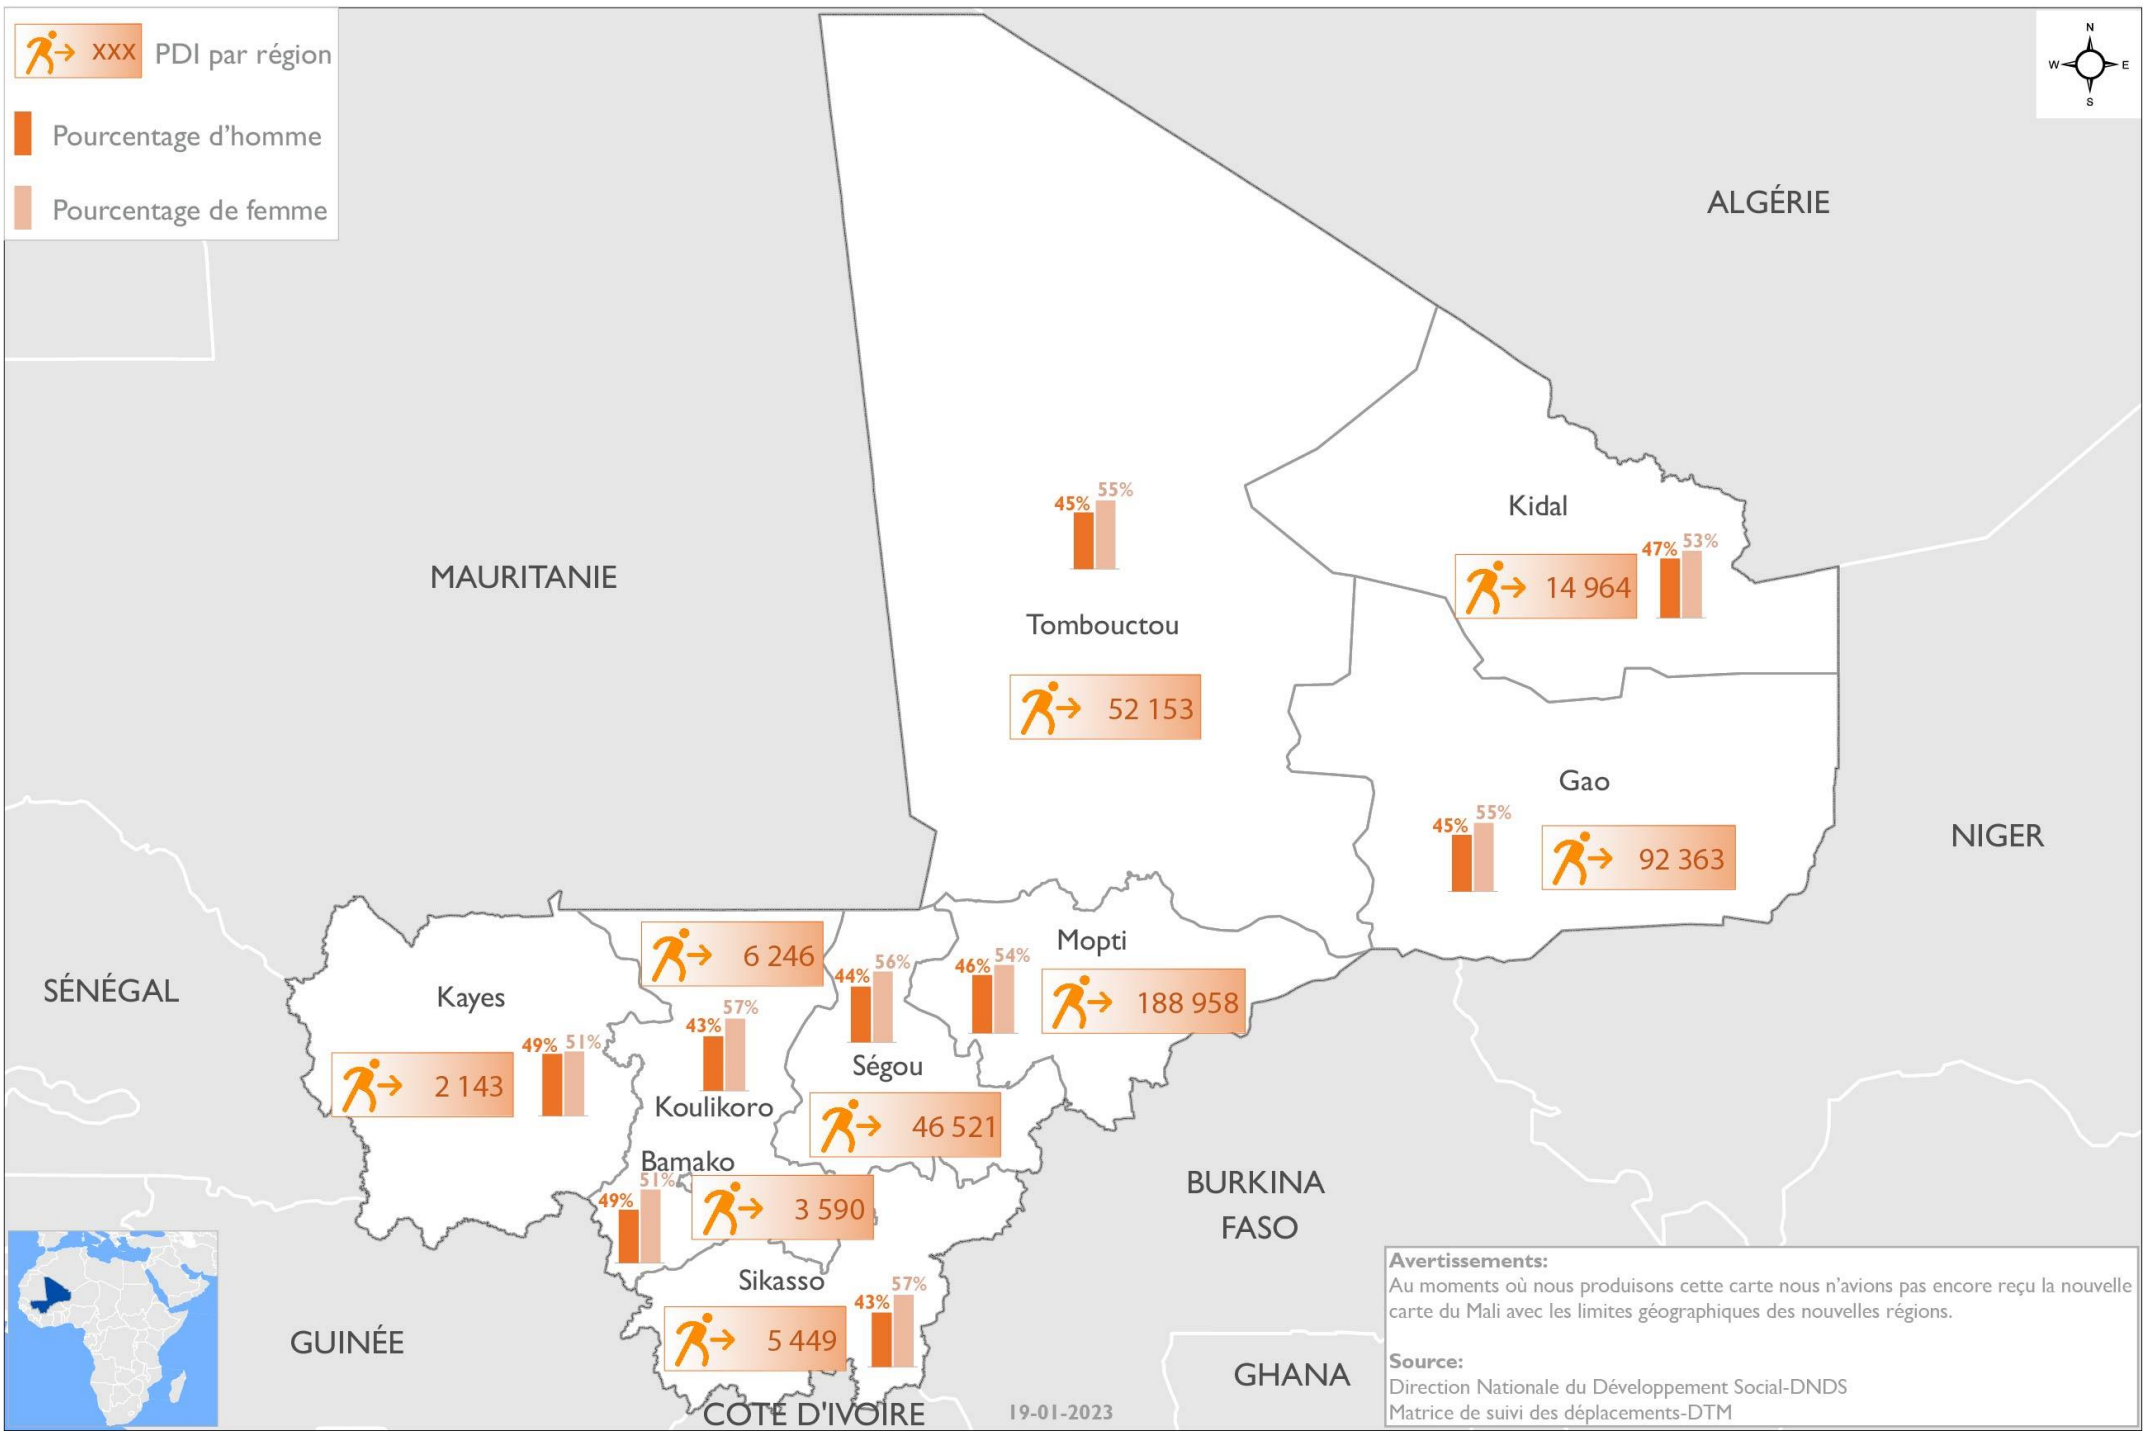 XXX PDI par région
Pourcentage d'homme
Pourcentage de femme
N
W E
S
ALGÉRIE
MAURITANIE
45% 55%
Tombouctou
52 153
Kidal
47% 53%
14 964
Gao
45% 55%
92 363
NIGER
SÉNÉGAL
Kayes
49% 51%
2 143
6 246
43% 57%
Koulikoro
44% 56%
Ségou
46 521
Mopti
46% 54%
188 958
Bamako
49% 51%
3 590
Sikasso
43% 57%
5 449
BURKINA
FASO
GUINÉE
GHANA
CÔTE D'IVOIRE
19-01-2023
Avertissements:
Au moments où nous produisons cette carte nous n'avions pas encore reçu la nouvelle
carte du Mali avec les limites géographiques des nouvelles régions.
Source:
Direction Nationale du Développement Social-DNDS
Matrice de suivi des déplacements-DTM